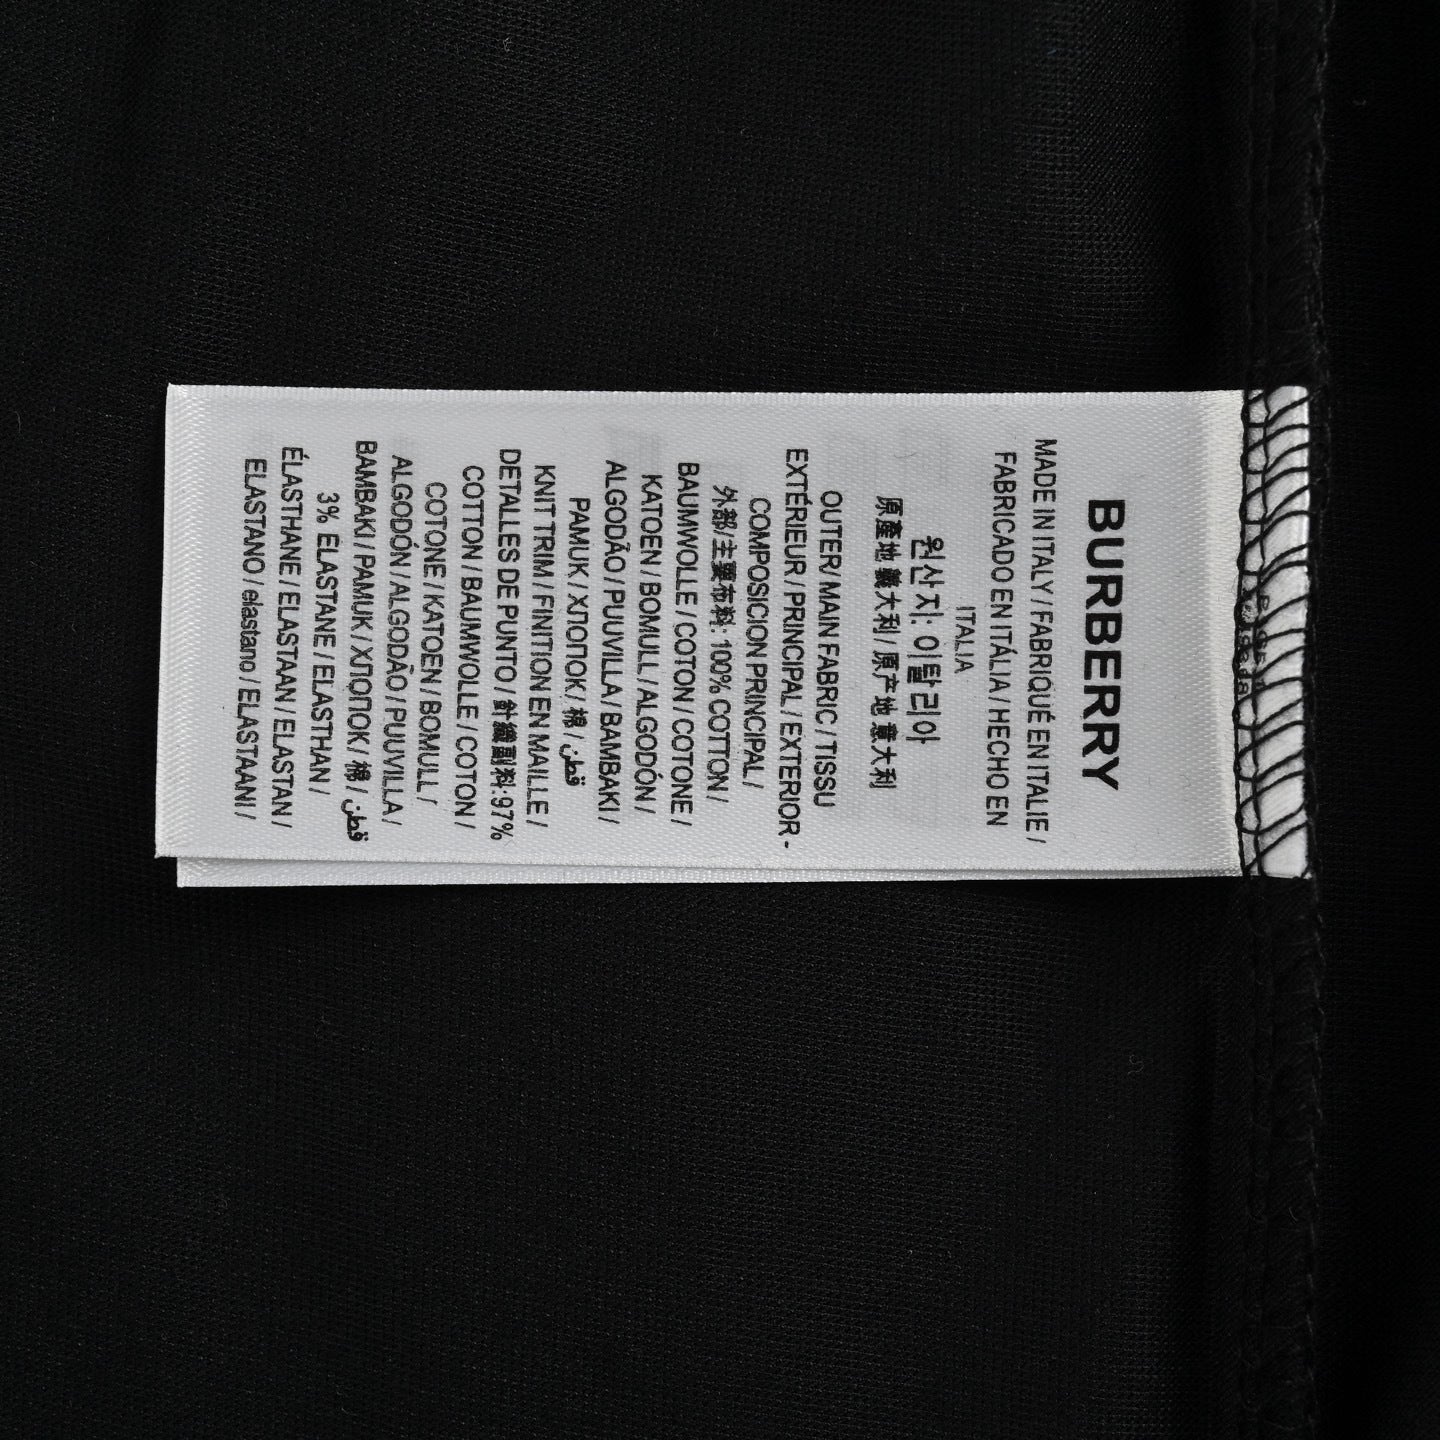 BURBERRY
MADE IN ITALY / FABRIQUÉ EN ITALIE /
FABRICADO EN ITÁLIA / HECHO EN
ITALIA
원산지: 이탈리아
原產地 義大利 / 原产地 意大利
OUTER/ MAIN FABRIC / TISSU
EXTÉRIEUR / PRINCIPAL / EXTERIOR-
COMPOSICION PRINCIPAL /
外部/主要布料: 100% COTTON /
BAUMWOLLE / COTON / COTONE /
KATOEN / BOMULL / ALGODÓN /
ALGODÃO / PUUVILLA / BAMBAKI /
PAMUK / ХЛОПОК / 棉 / قطن
KNIT TRIM / FINITION EN MAILLE /
DETALLES DE PUNTO / 針織副料:97%
COTTON / BAUMWOLLE / COTON /
COTONE / KATOEN / BOMULL /
ALGODÓN / ALGODÃO / PUUVILLA /
BAMBAKI / PAMUK / ХЛОПОК / 棉 / قطن
3% ÉLASTANE / ELASTHAN /
ÉLASTHANE / ELASTAAN / ELASTAN /
ELASTANO / elastano / ELASTAANI /